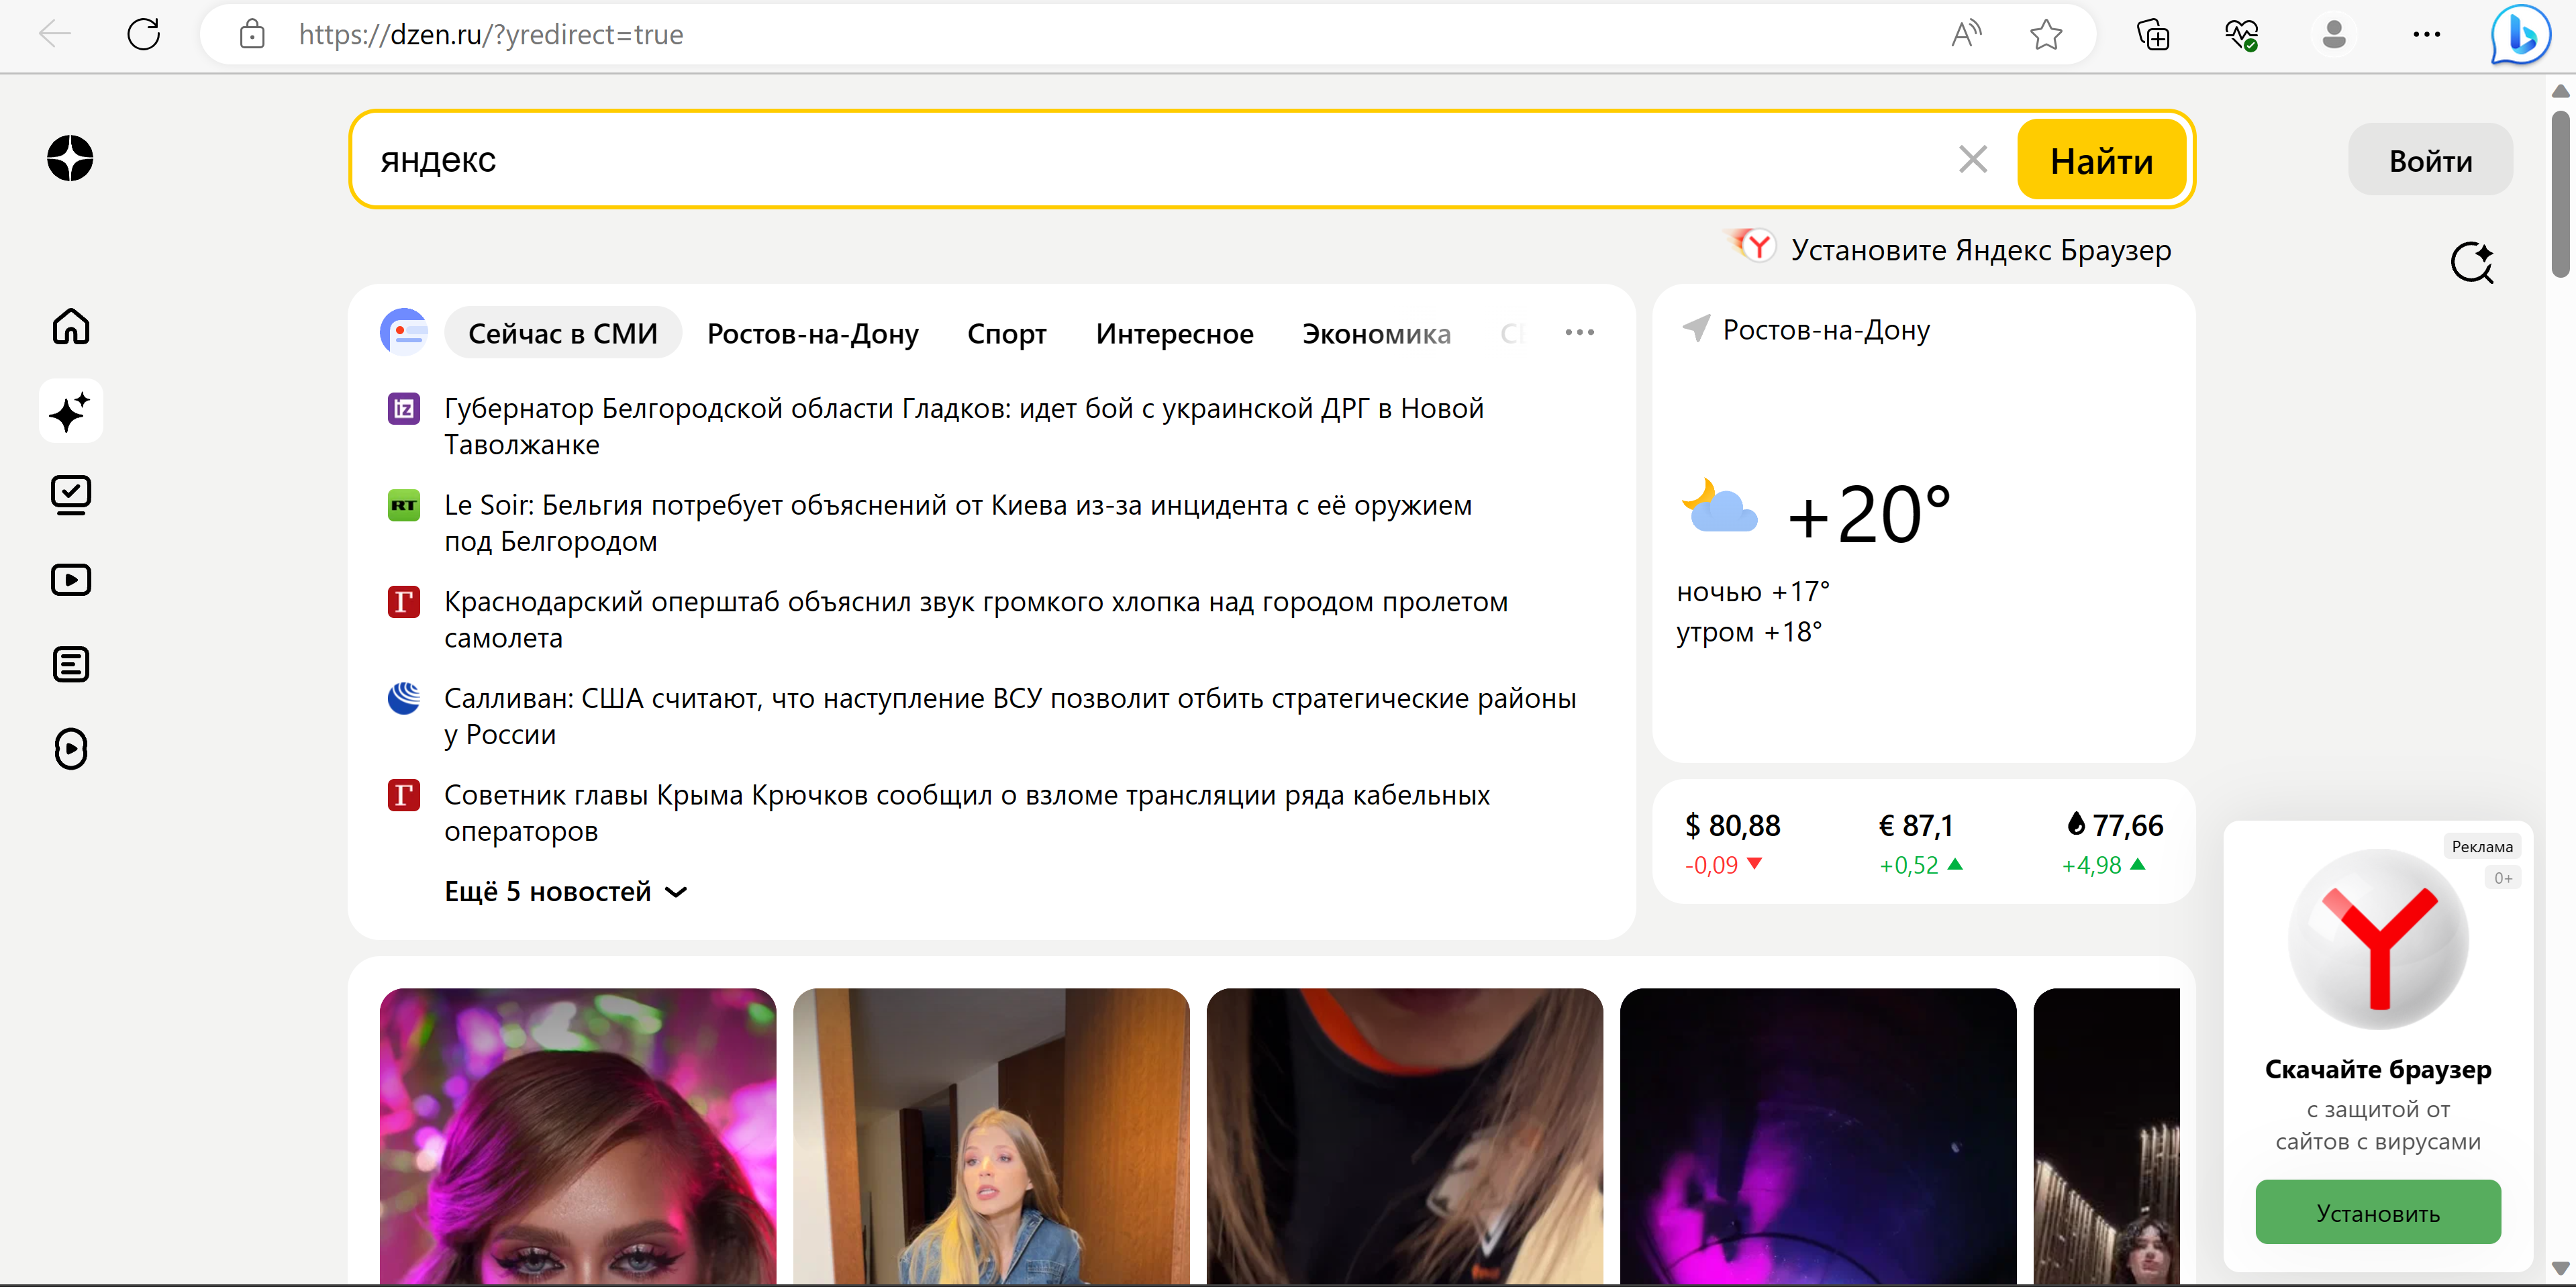 https://dzen.ru/?yredirect=true
яндекс
Найти
Войти
Установите Яндекс Браузер
Сейчас в СМИ
Ростов-на-Дону
Спорт
Интересное
Экономика
Губернатор Белгородской области Гладков: идет бой с украинской ДРГ в Новой
Таволжанке
RT
Le Soir: Бельгия потребует объяснений от Киева из-за инцидента с её оружием
под Белгородом
Г
Краснодарский оперштаб объяснил звук громкого хлопка над городом пролетом
самолета
Салливан: США считают, что наступление ВСУ позволит отбить стратегические районы
у России
Г
Советник главы Крыма Крючков сообщил о взломе трансляции ряда кабельных
операторов
Ещё 5 новостей
Ростов-на-Дону
+20°
ночью +17°
утром +18°
$ 80,88
-0,09
€ 87,1
+0,52
77,66
+4,98
Реклама
0+
Скачайте браузер
с защитой от
сайтов с вирусами
Установить